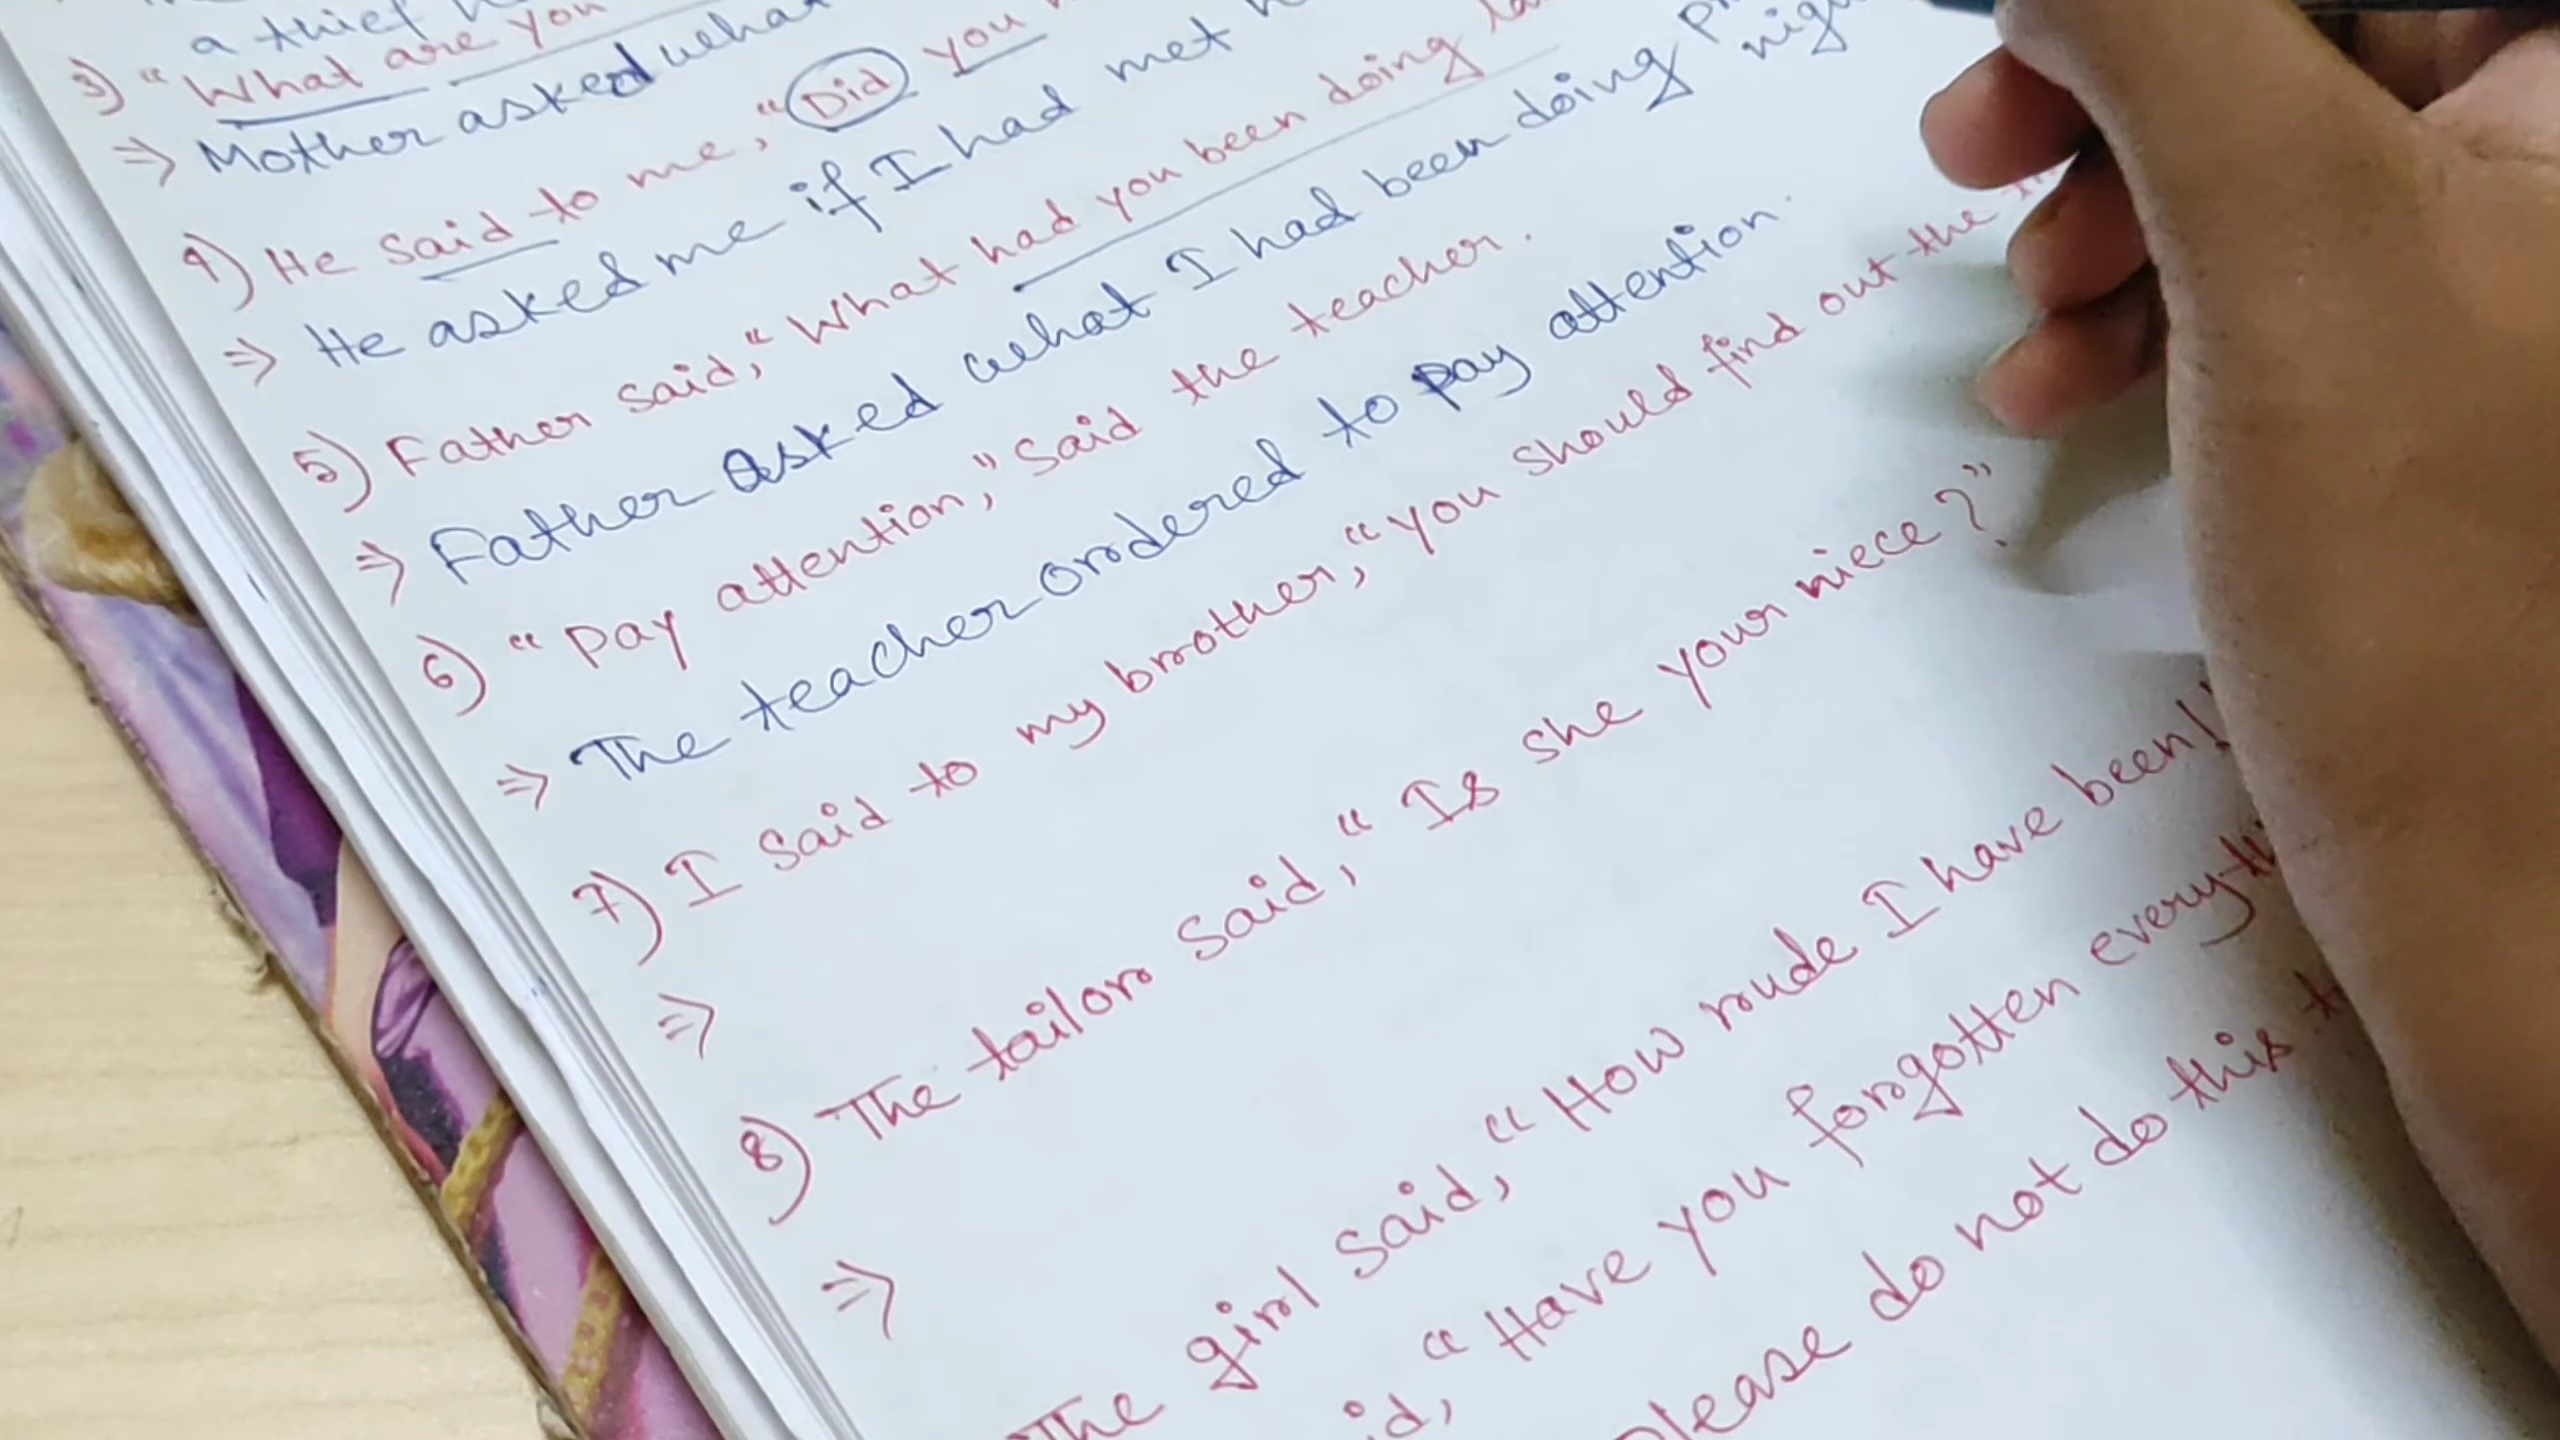 a thief
3) "What are you
⇒ Mother asked what
4) He said to me, "Did you
⇒ He asked me if I had met
5) Father said, "What had you been doing
⇒ Father asked what I had been doing
6) "Pay attention," said the teacher.
⇒ The teacher ordered to pay attention.
7) I said to my brother, "You should find out the
⇒
8) The tailor said, "Is she your niece?"
⇒
The girl said, "How rude I have been!
"Have you forgotten
please do not do this